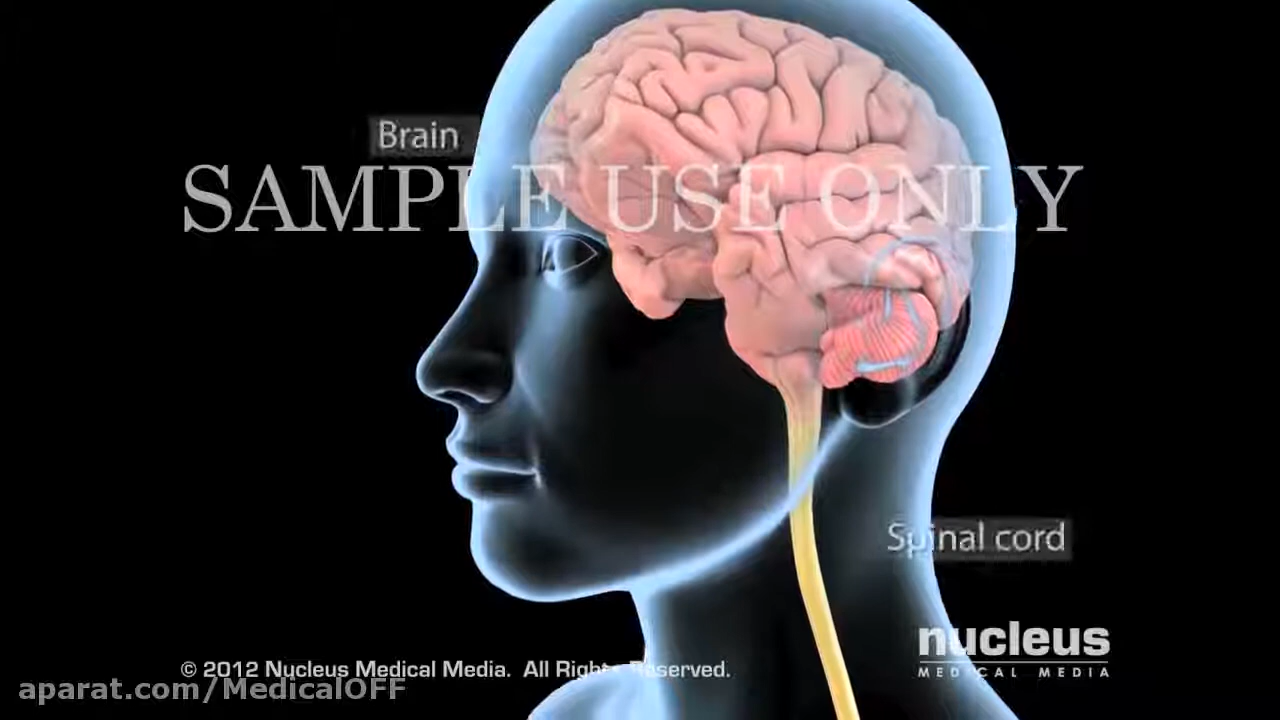 Brain
SAMPLE USE ONLY
Spinal cord
nucleus
MEDICAL MEDIA
© 2012 Nucleus Medical Media. All Rights Reserved.
aparat.com/MedicalOFF